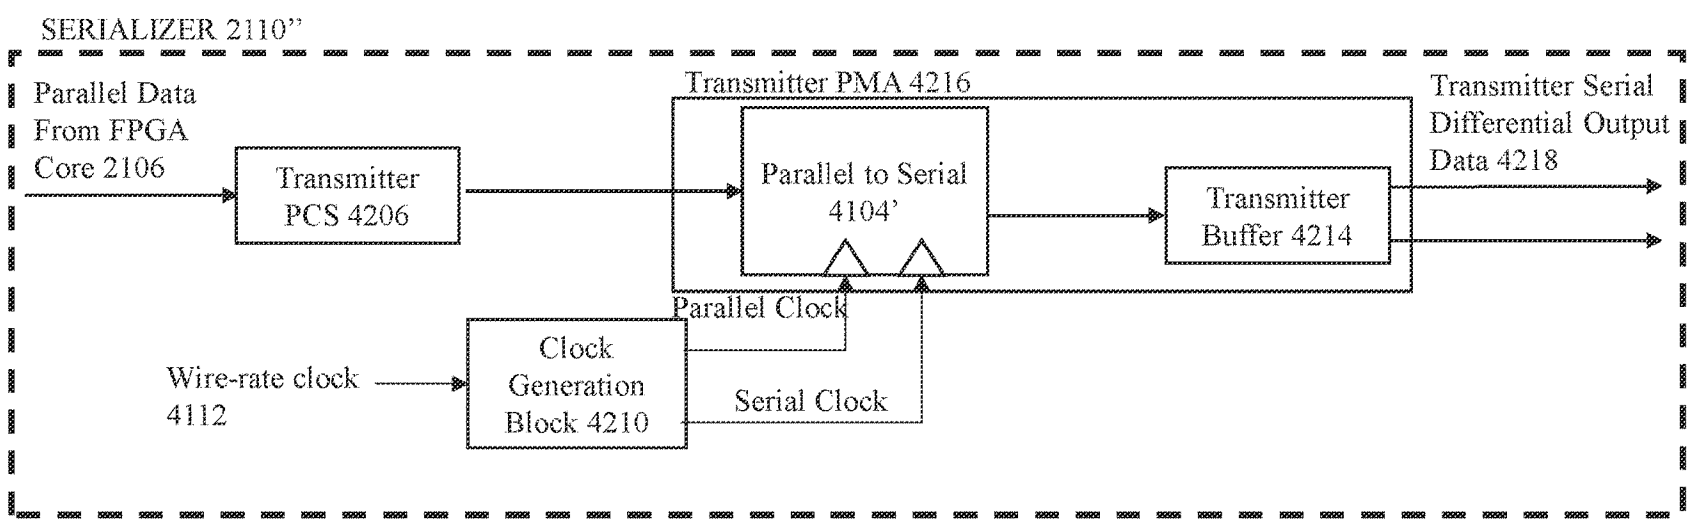 SERIALIZER 2110’’
Parallel Data
From FPGA
Core 2106
Transmitter
PCS 4206
Transmitter PMA 4216
Parallel to Serial
4104’
Transmitter
Buffer 4214
Transmitter Serial
Differential Output
Data 4218
Parallel Clock
Wire-rate clock
4112
Clock
Generation
Block 4210
Serial Clock